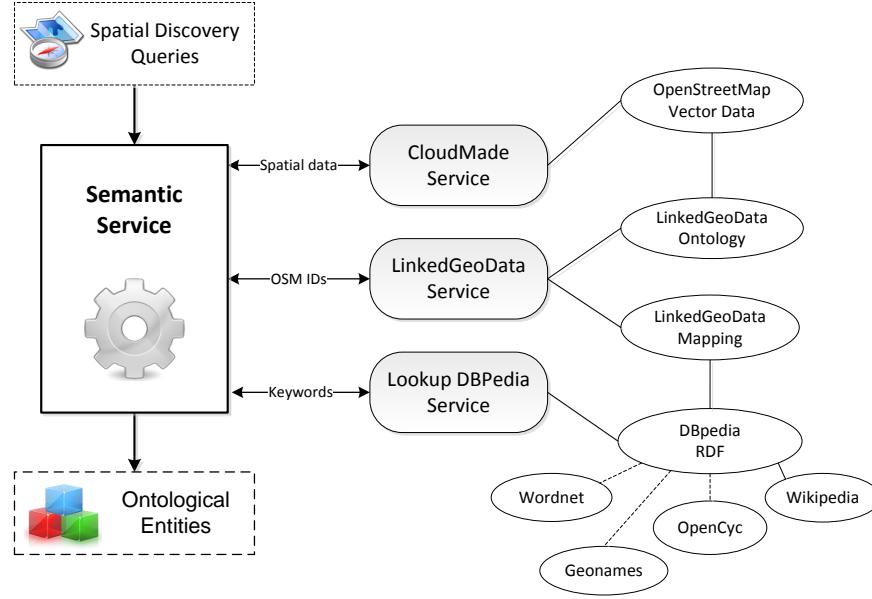 Spatial Discovery
Queries
Semantic
Service
Ontological
Entities
Spatial data
OSM IDs
Keywords
CloudMade
Service
LinkedGeoData
Service
Lookup DBPedia
Service
OpenStreetMap
Vector Data
LinkedGeoData
Ontology
LinkedGeoData
Mapping
DBpedia
RDF
Wordnet
Geonames
OpenCyc
Wikipedia